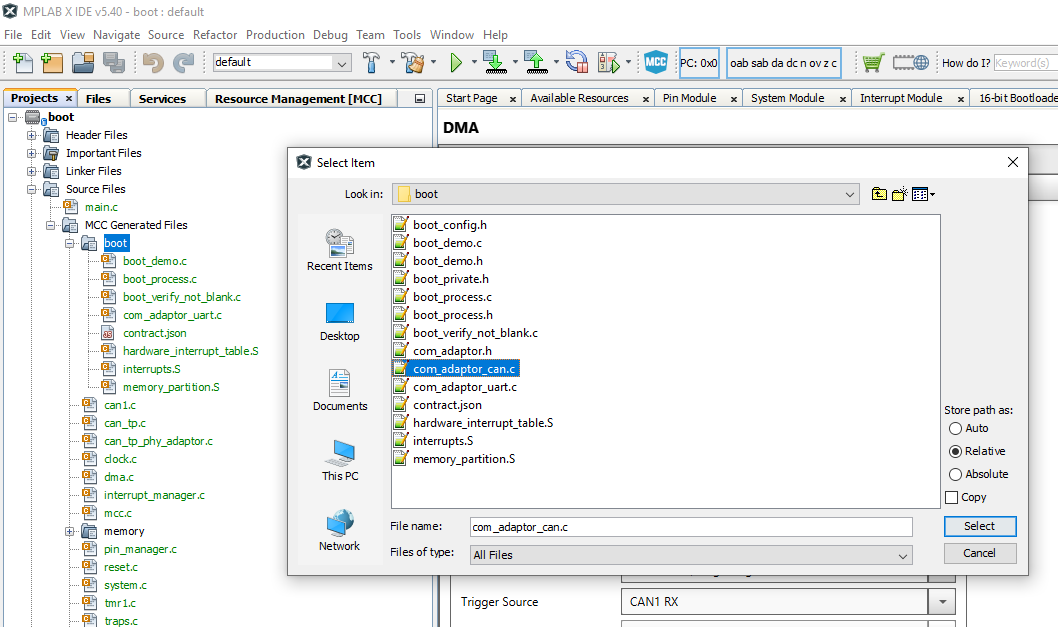 MPLAB X IDE v5.40 - boot : default
File Edit View Navigate Source Refactor Production Debug Team Tools Window Help
default
MCC
PC: 0x0
oab sab da dc n ov z c
How do I? Keyword(s)
Projects × Files Services Resource Management [MCC]
Start Page × Available Resources × Pin Module × System Module × Interrupt Module × 16-bit Bootloade
boot
Header Files
Important Files
Linker Files
Source Files
main.c
MCC Generated Files
boot
boot_demo.c
boot_process.c
boot_verify_not_blank.c
com_adaptor_uart.c
contract.json
hardware_interrupt_table.S
interrupts.S
memory_partition.S
can1.c
can_tp.c
can_tp_phy_adaptor.c
clock.c
dma.c
interrupt_manager.c
mcc.c
memory
pin_manager.c
reset.c
system.c
tmr1.c
traps.c
DMA
Select Item
Look in: boot
Recent Items
Desktop
Documents
This PC
Network
boot_config.h
boot_demo.c
boot_demo.h
boot_private.h
boot_process.c
boot_process.h
boot_verify_not_blank.c
com_adaptor.h
com_adaptor_can.c
com_adaptor_uart.c
contract.json
hardware_interrupt_table.S
interrupts.S
memory_partition.S
Store path as:
Auto
Relative
Absolute
Copy
File name: com_adaptor_can.c
Select
Files of type: All Files
Cancel
Trigger Source CAN1 RX